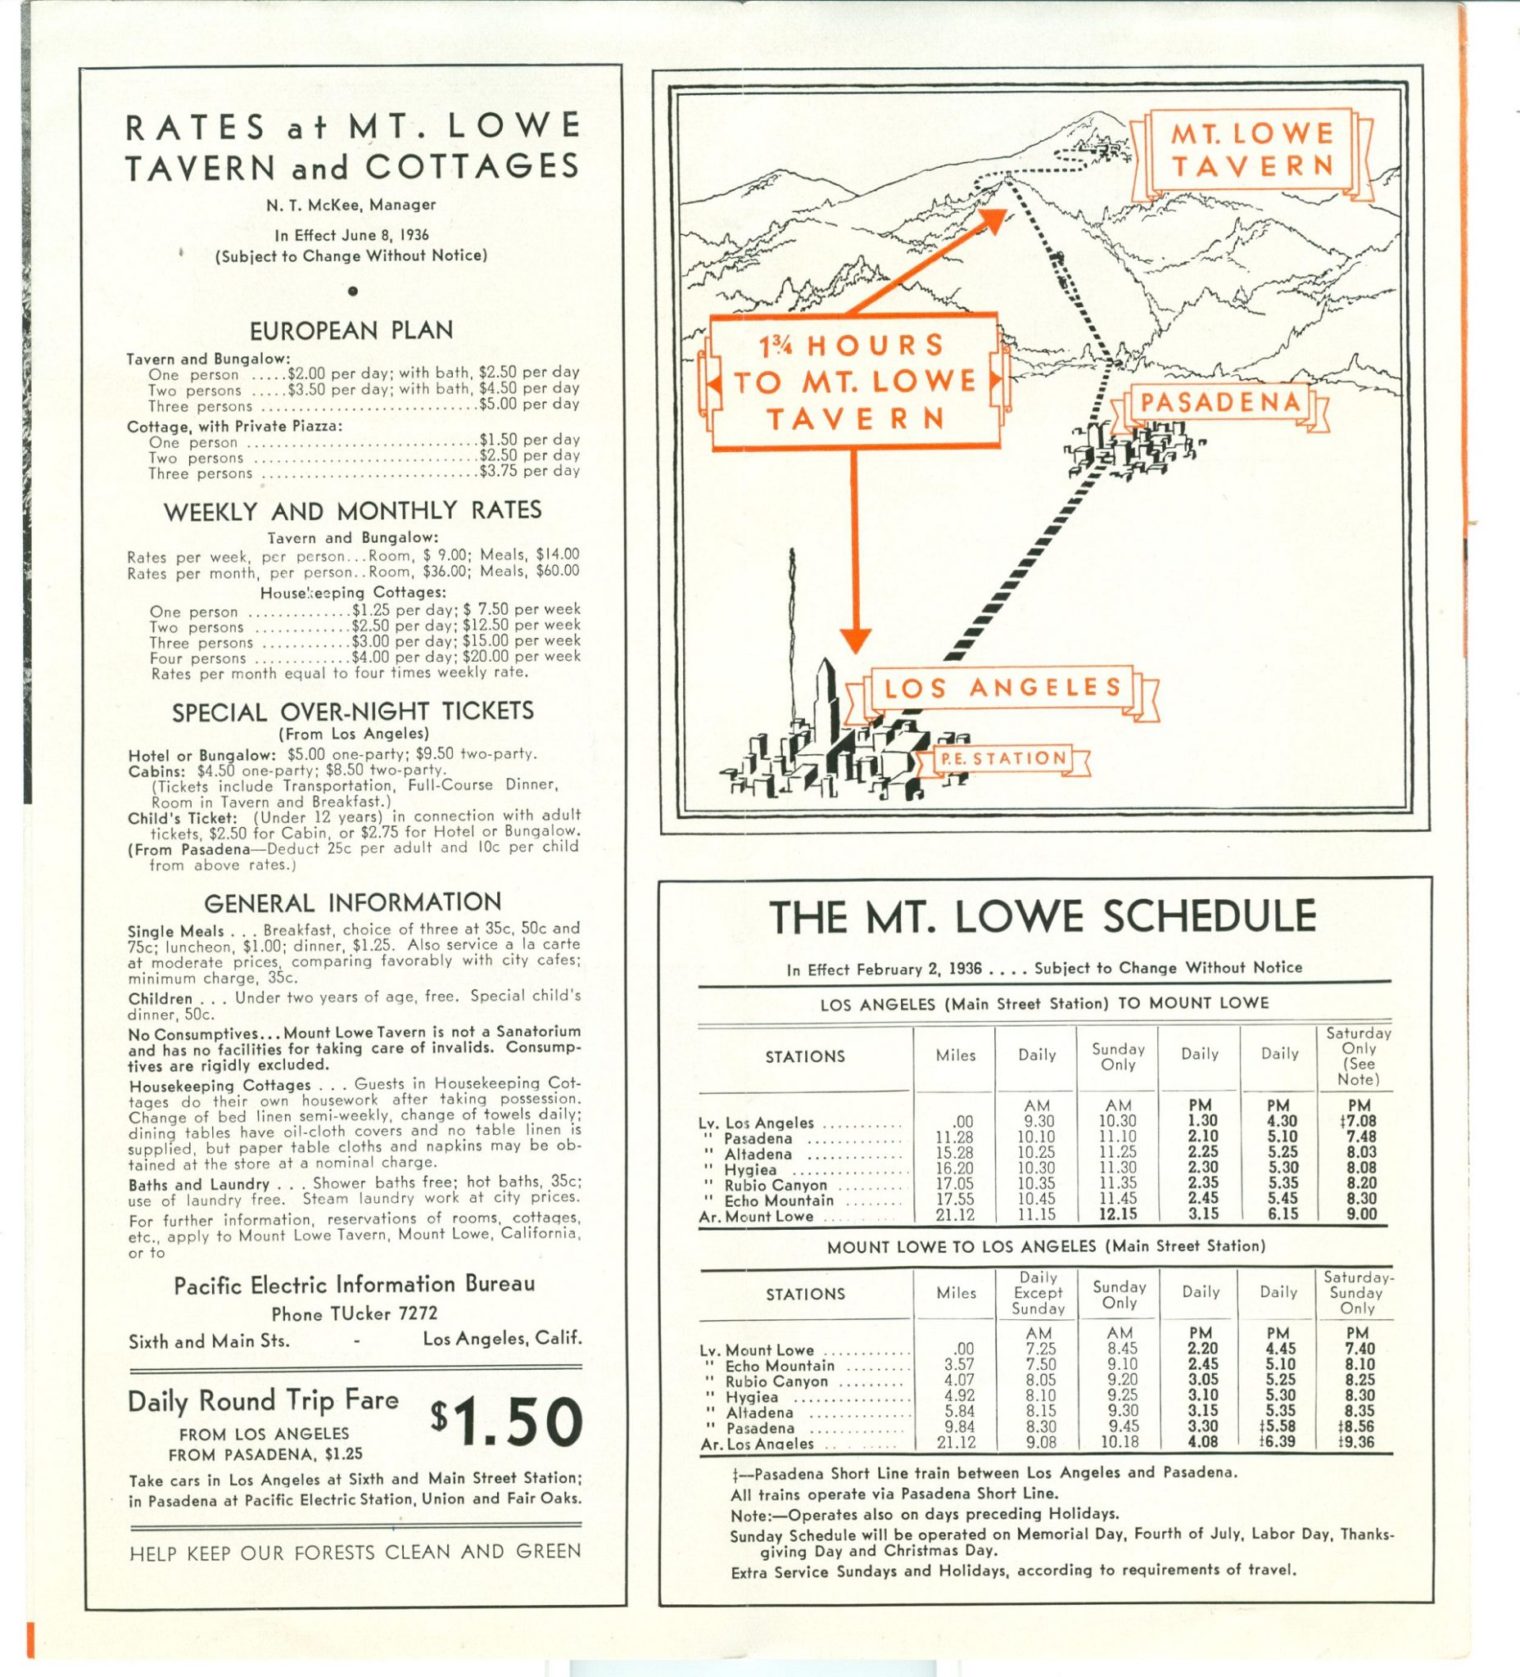 RATES at MT. LOWE
TAVERN and COTTAGES
N. T. McKee, Manager
In Effect June 8, 1936
(Subject to Change Without Notice)
EUROPEAN PLAN
Tavern and Bungalow:
One person .....$2.00 per day; with bath, $2.50 per day
Two persons .....$3.50 per day; with bath, $4.50 per day
Three persons ............................$5.00 per day
Cottage, with Private Piazza:
One person ..............................$1.50 per day
Two persons .............................$2.50 per day
Three persons ............................$3.75 per day
WEEKLY AND MONTHLY RATES
Tavern and Bungalow:
Rates per week, per person...Room, $ 9.00; Meals, $14.00
Rates per month, per person..Room, $36.00; Meals, $60.00
Housekeeping Cottages:
One person .............$1.25 per day; $ 7.50 per week
Two persons .............$2.50 per day; $12.50 per week
Three persons ............$3.00 per day; $15.00 per week
Four persons ............$4.00 per day; $20.00 per week
Rates per month equal to four times weekly rate.
SPECIAL OVER-NIGHT TICKETS
(From Los Angeles)
Hotel or Bungalow: $5.00 one-party; $9.50 two-party.
Cabins: $4.50 one-party; $8.50 two-party.
(Tickets include Transportation, Full-Course Dinner,
Room in Tavern and Breakfast.)
Child's Ticket: (Under 12 years) in connection with adult
tickets, $2.50 for Cabin, or $2.75 for Hotel or Bungalow.
(From Pasadena—Deduct 25c per adult and 10c per child
from above rates.)
GENERAL INFORMATION
Single Meals . . . Breakfast, choice of three at 35c, 50c and
75c; luncheon, $1.00; dinner, $1.25. Also service a la carte
at moderate prices, comparing favorably with city cafes;
minimum charge, 35c.
Children . . . Under two years of age, free. Special child's
dinner, 50c.
No Consumptives... Mount Lowe Tavern is not a Sanatorium
and has no facilities for taking care of invalids. Consump-
tives are rigidly excluded.
Housekeeping Cottages . . . Guests in Housekeeping Cot-
tages do their own housework after taking possession.
Change of bed linen semi-weekly, change of towels daily;
dining tables have oil-cloth covers and no table linen is
supplied, but paper table cloths and napkins may be ob-
tained at the store at a nominal charge.
Baths and Laundry . . . Shower baths free; hot baths, 35c;
use of laundry free. Steam laundry work at city prices.
For further information, reservations of rooms, cottages,
etc., apply to Mount Lowe Tavern, Mount Lowe, California,
or to
Pacific Electric Information Bureau
Phone TUcker 7272
Sixth and Main Sts. - Los Angeles, Calif.
Daily Round Trip Fare $1.50
FROM LOS ANGELES
FROM PASADENA, $1.25
Take cars in Los Angeles at Sixth and Main Street Station;
in Pasadena at Pacific Electric Station, Union and Fair Oaks.
HELP KEEP OUR FORESTS CLEAN AND GREEN
MT. LOWE
TAVERN
1¾ HOURS
TO MT. LOWE
TAVERN
PASADENA
LOS ANGELES
P.E. STATION
THE MT. LOWE SCHEDULE
In Effect February 2, 1936 .... Subject to Change Without Notice
LOS ANGELES (Main Street Station) TO MOUNT LOWE
STATIONS Miles Daily Sunday Only Daily Daily Saturday Only (See Note)
AM AM PM PM PM
Lv. Los Angeles ........... .00 9.30 10.30 1.30 4.30 ‡7.08
" Pasadena ............. 11.28 10.10 11.10 2.10 5.10 7.48
" Altadena ............. 15.28 10.25 11.25 2.25 5.25 8.03
" Hygiea ............... 16.20 10.30 11.30 2.30 5.30 8.08
" Rubio Canyon ......... 17.05 10.35 11.35 2.35 5.35 8.20
" Echo Mountain ........ 17.55 10.45 11.45 2.45 5.45 8.30
Ar. Mount Lowe ........... 21.12 11.15 12.15 3.15 6.15 9.00
MOUNT LOWE TO LOS ANGELES (Main Street Station)
STATIONS Miles Daily Except Sunday Sunday Only Daily Daily Saturday-Sunday Only
AM AM PM PM PM
Lv. Mount Lowe ............ .00 7.25 8.45 2.20 4.45 7.40
" Echo Mountain ......... 3.57 7.50 9.10 2.45 5.10 8.10
" Rubio Canyon ......... 4.07 8.05 9.20 3.05 5.25 8.25
" Hygiea ............... 4.92 8.10 9.25 3.10 5.30 8.30
" Altadena ............. 5.84 8.15 9.30 3.15 5.35 8.35
" Pasadena ............. 9.84 8.30 9.45 3.30 ‡5.58 ‡8.56
Ar. Los Angeles .......... 21.12 9.08 10.18 4.08 ‡6.39 ‡9.36
‡—Pasadena Short Line train between Los Angeles and Pasadena.
All trains operate via Pasadena Short Line.
Note:—Operates also on days preceding Holidays.
Sunday Schedule will be operated on Memorial Day, Fourth of July, Labor Day, Thanks-
giving Day and Christmas Day.
Extra Service Sundays and Holidays, according to requirements of travel.